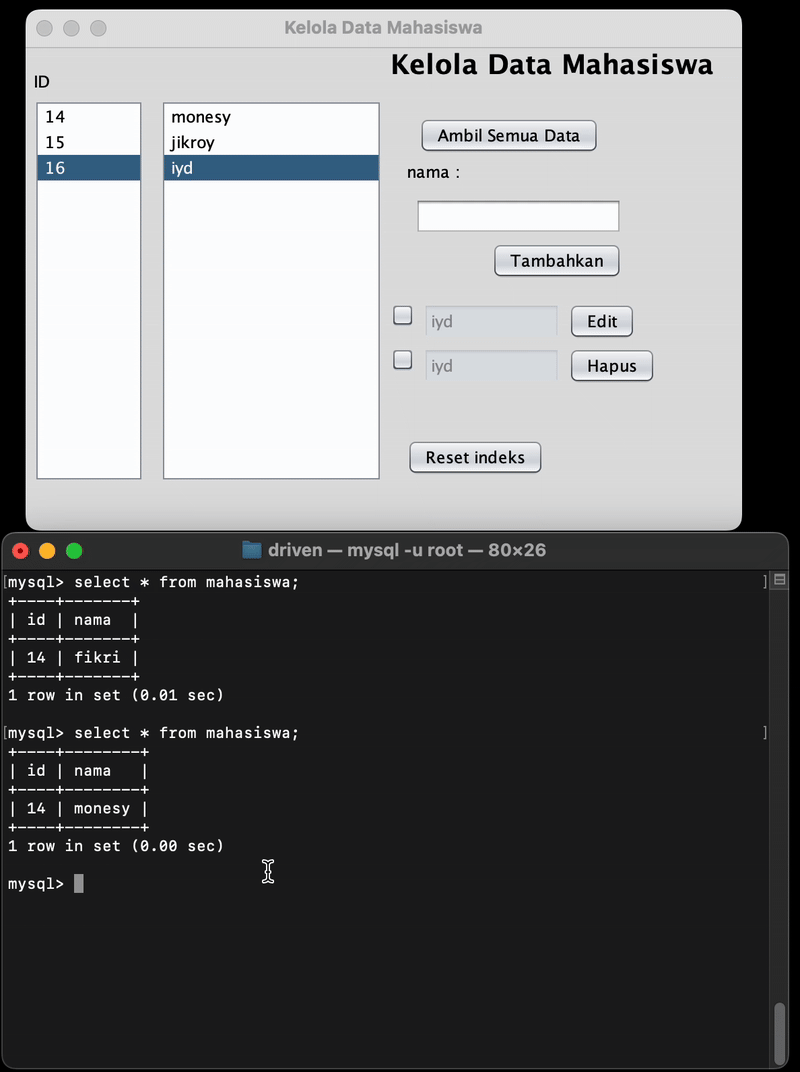 Kelola Data Mahasiswa
Kelola Data Mahasiswa
ID
14 monesy
15 jikroy
16 iyd
Ambil Semua Data
nama :
Tambahkan
iyd Edit
iyd Hapus
Reset indeks
driven — mysql -u root — 80×26
[mysql> select * from mahasiswa; ]
+----+-------+
| id | nama  |
+----+-------+
| 14 | fikri |
+----+-------+
1 row in set (0.01 sec)
[mysql> select * from mahasiswa; ]
+----+--------+
| id | nama   |
+----+--------+
| 14 | monesy |
+----+--------+
1 row in set (0.00 sec)
mysql>